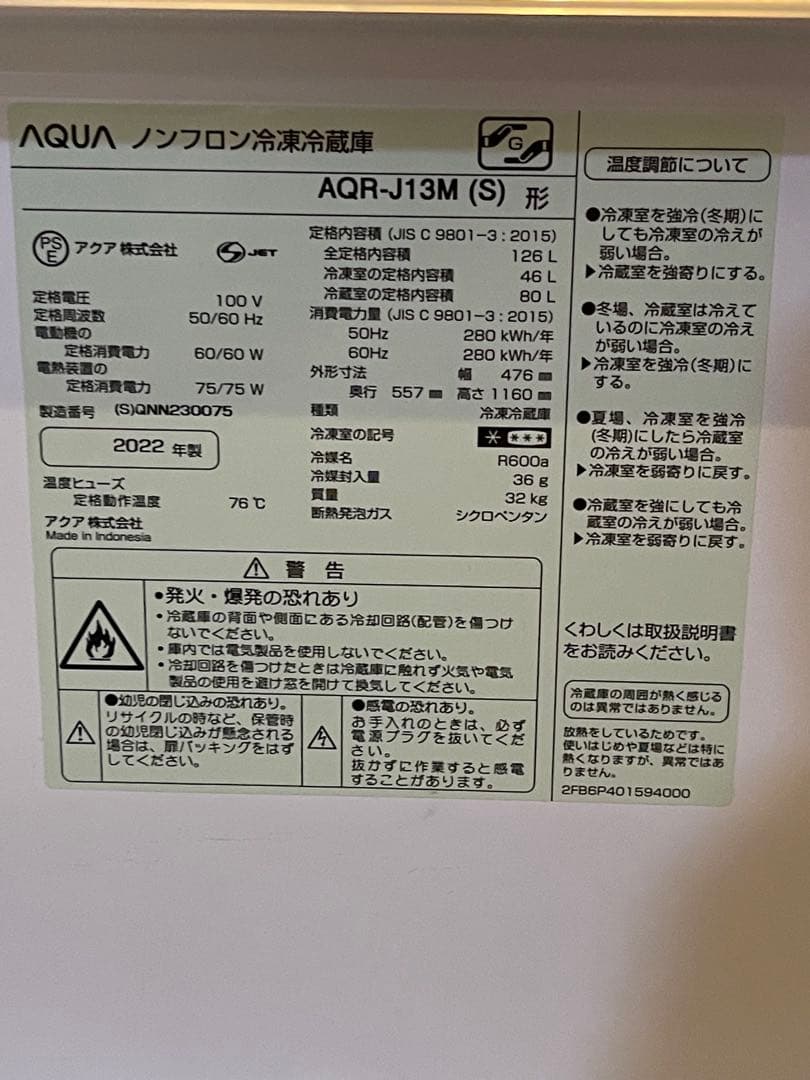 AQUA ノンフロン冷凍冷蔵庫
G
AQR-J13M (S) 形
PS
E
アクア 株式会社
S JET
定格電圧 100 V
定格周波数 50/60 Hz
電動機の
定格消費電力 60/60 W
電熱装置の
定格消費電力 75/75 W
製造番号 (S)QNN230075
2022 年製
温度ヒューズ
定格動作温度 76 ℃
アクア 株式会社
Made in Indonesia
定格内容積 (JIS C 9801-3 : 2015)
全定格内容積 126 L
冷凍室の定格内容積 46 L
冷蔵室の定格内容積 80 L
消費電力量 (JIS C 9801-3 : 2015)
50Hz 280 kWh/年
60Hz 280 kWh/年
外形寸法 幅 476 ㎜
奥行 557 ㎜ 高さ 1160 ㎜
種類 冷凍冷蔵庫
冷凍室の記号
冷媒名 R600a
冷媒封入量 36 g
質量 32 kg
断熱発泡ガス シクロペンタン
警 告
•発火・爆発の恐れあり
・冷蔵庫の背面や側面にある冷却回路(配管)を傷つけ
ないでください。
・庫内では電気製品を使用しないでください。
・冷却回路を傷つけたときは冷蔵庫に触れず火気や電気
製品の使用を避け窓を開けて換気してください。
●幼児の閉じ込みの恐れあり。
リサイクルの時など、保管時
の幼児閉じ込みが懸念される
場合は、扉パッキングをはず
してください。
●感電の恐れあり。
お手入れのときは、必ず
電源プラグを抜いてくだ
さい。
抜かずに作業すると感電
することがあります。
温度調節について
●冷凍室を強冷(冬期)に
しても冷凍室の冷えが
弱い場合。
▶冷蔵室を強寄りにする。
●冬場、冷蔵室は冷えて
いるのに冷凍室の冷え
が弱い場合。
▶冷凍室を強冷(冬期)に
する。
●夏場、冷凍室を強冷
(冬期)にしたら冷蔵室
の冷えが弱い場合。
▶冷凍室を弱寄りに戻す。
●冷蔵室を強にしても冷
蔵室の冷えが弱い場合。
▶冷凍室を弱寄りに戻す。
くわしくは取扱説明書
をお読みください。
冷蔵庫の周囲が熱く感じる
のは異常ではありません。
放熱をしているためです。
使いはじめや夏場などは特に
熱くなりますが、異常ではあ
りません。
2FB6P401594000